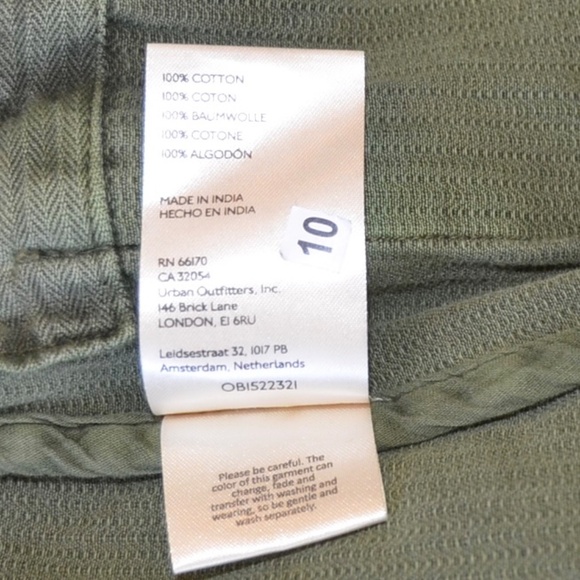 100% COTTON
100% COTON
100% BAUMWOLLE
100% COTONE
100% ALGODÓN
MADE IN INDIA
HECHO EN INDIA
10
RN 66170
CA 32054
Urban Outfitters, Inc.
146 Brick Lane
LONDON, E1 6RU
Leidsestraat 32, 1017 PB
Amsterdam, Netherlands
OB1522321
Please be careful. The
color of this garment can
change, fade and
transfer with washing and
wearing, so be gentle and
wash separately.